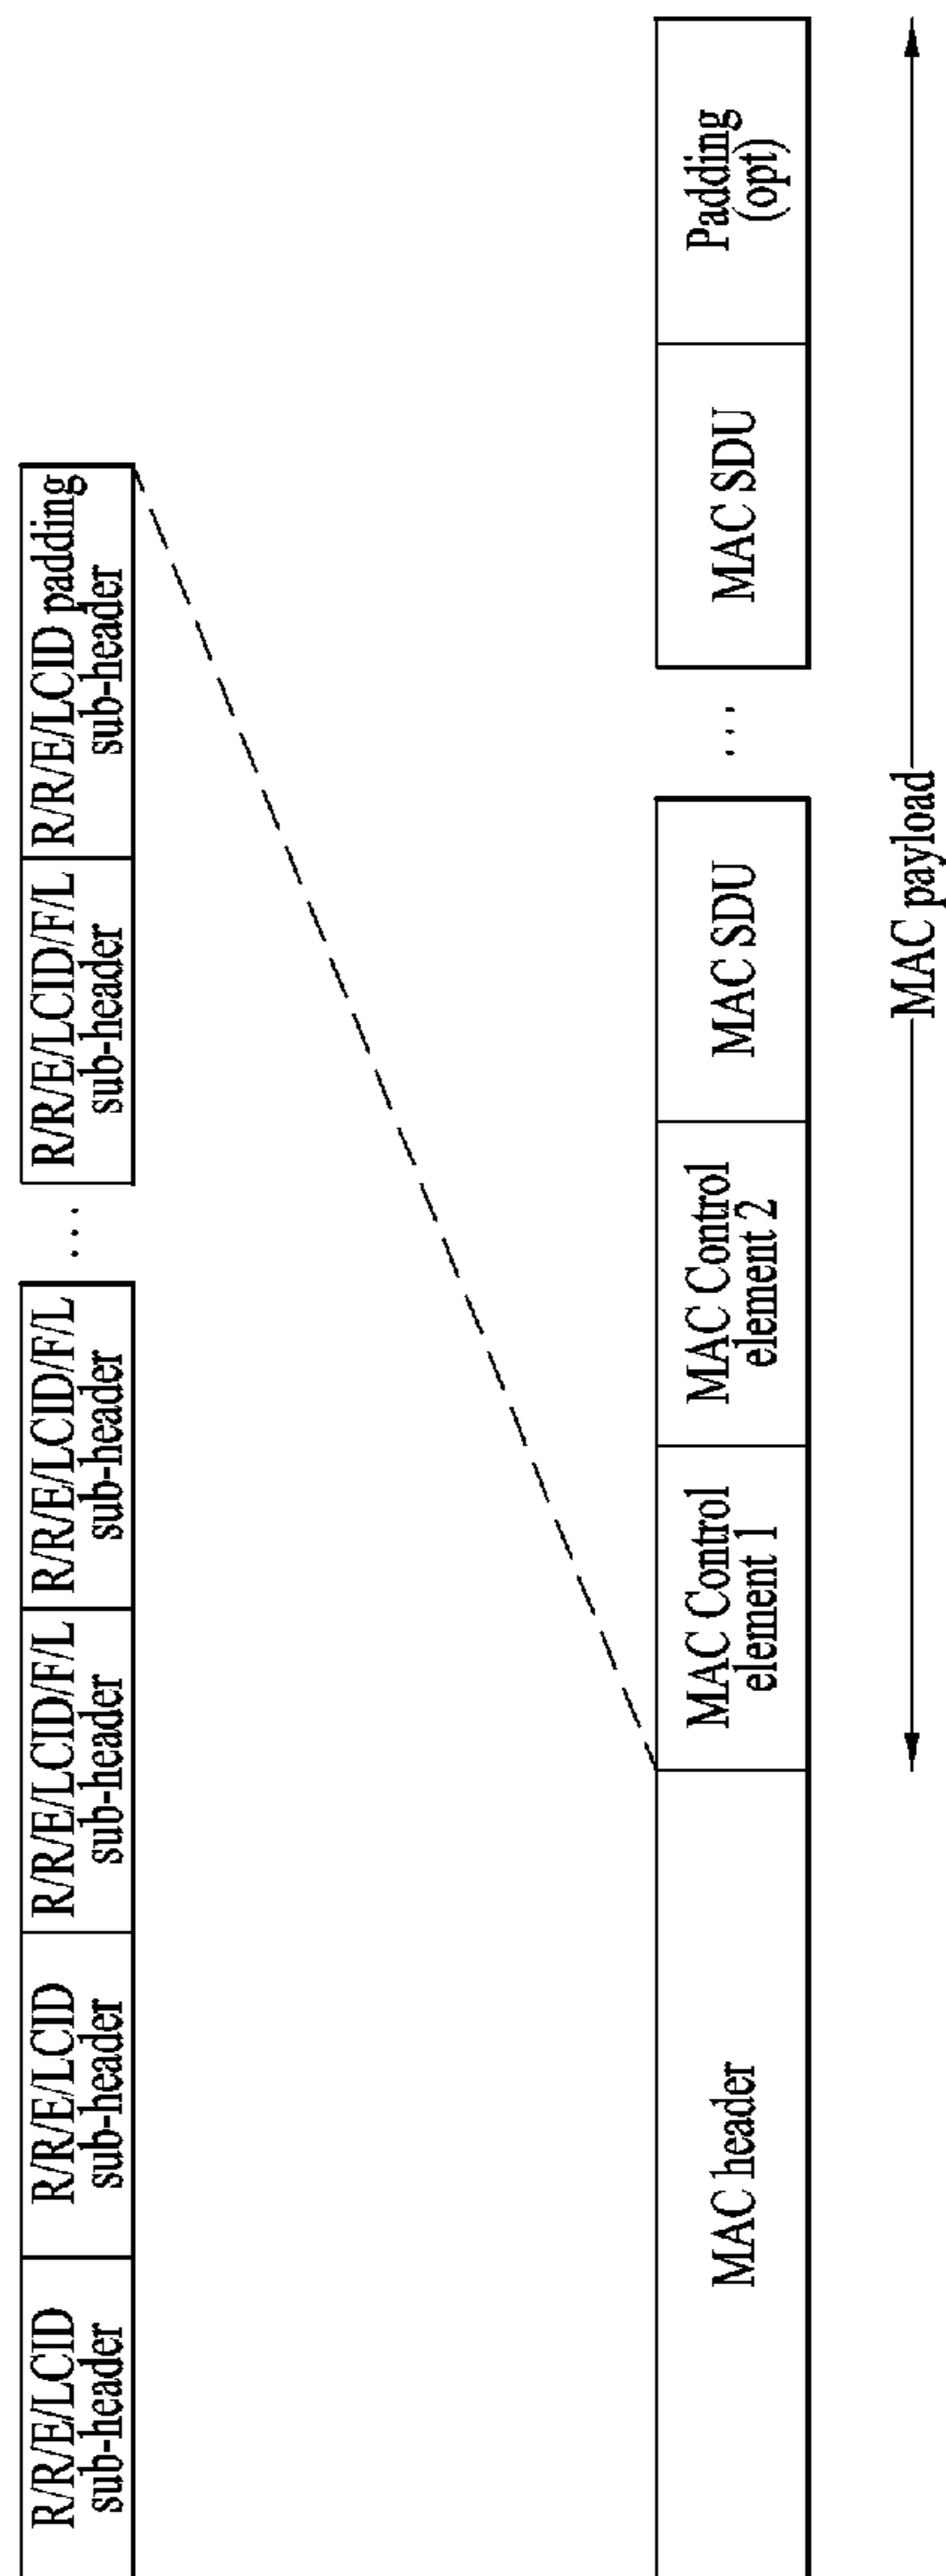 R/R/E/LCID
sub-header
R/R/E/LCID
sub-header
R/R/E/LCID/F/L
sub-header
R/R/E/LCID/F/L
sub-header
...
R/R/E/LCID/F/L
sub-header
R/R/E/LCID padding
sub-header
MAC header
MAC Control
element 1
MAC Control
element 2
MAC SDU
...
MAC SDU
Padding
(opt)
MAC payload